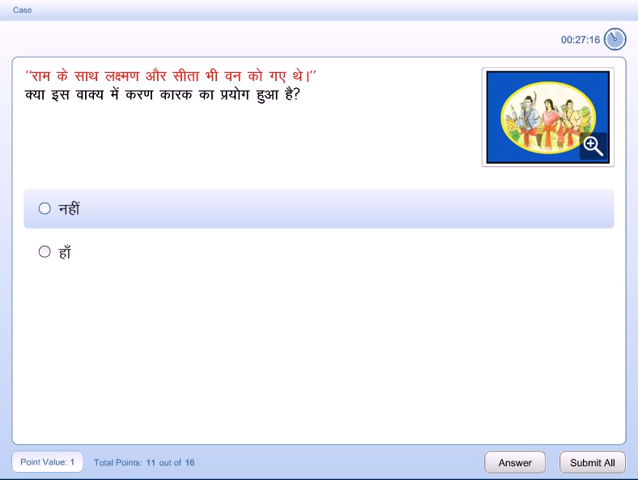 Case
00:27:16
"राम के साथ लक्ष्मण और सीता भी वन को गए थे।"
क्या इस वाक्य में करण कारक का प्रयोग हुआ है?
नहीं
हाँ
Point Value: 1 Total Points: 11 out of 16 Answer Submit All